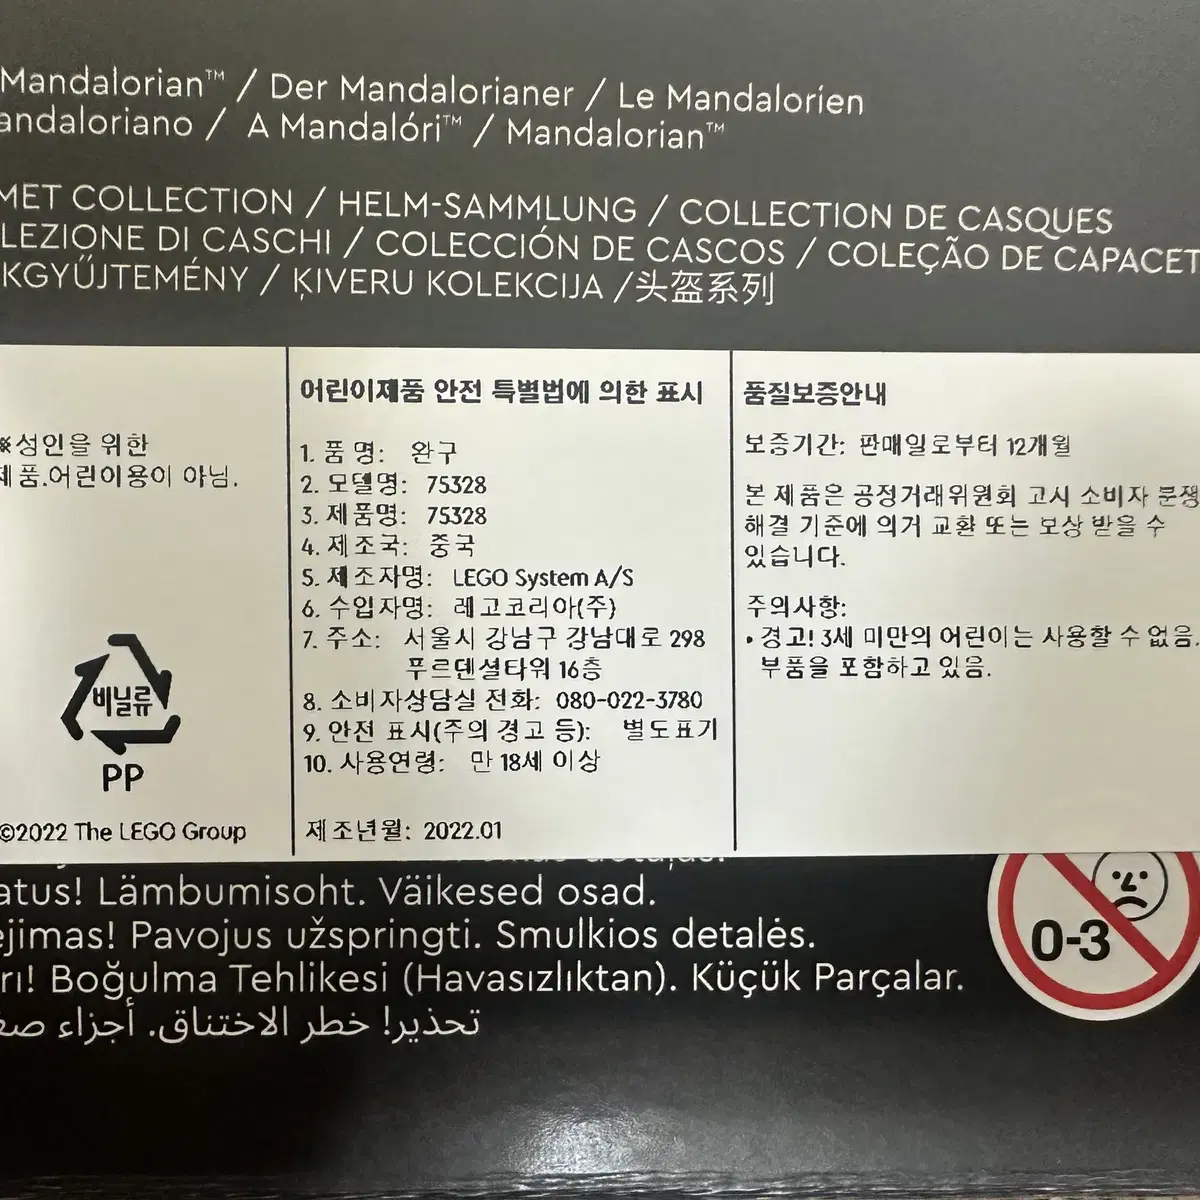 Mandalorian™ / Der Mandalorianer / Le Mandalorien
andaloriano / A Mandalóri™ / Mandalorian™
MET COLLECTION / HELM-SAMMLUNG / COLLECTION DE CASQUES
LEZIONE DI CASCHI / COLECCIÓN DE CASCOS / COLEÇÃO DE CAPACET
KGYŰJTEMÉNY / ĶIVERU KOLEKCIJA /头盔系列
※성인을 위한
제품.어린이용이 아님.
비닐류
PP
©2022 The LEGO Group
어린이제품 안전 특별법에 의한 표시
1. 품 명: 완구
2. 모델명: 75328
3. 제품명: 75328
4. 제조국: 중국
5. 제조자명: LEGO System A/S
6. 수입자명: 레고코리아(주)
7. 주소: 서울시 강남구 강남대로 298
푸르덴셜타워 16층
8. 소비자상담실 전화: 080-022-3780
9. 안전 표시(주의 경고 등): 별도표기
10. 사용연령: 만 18세 이상
제조년월: 2022.01
품질보증안내
보증기간: 판매일로부터 12개월
본 제품은 공정거래위원회 고시 소비자 분쟁
해결 기준에 의거 교환 또는 보상 받을 수
있습니다.
주의사항:
• 경고! 3세 미만의 어린이는 사용할 수 없음.
부품을 포함하고 있음.
atus! Lämbumisoht. Väikesed osad.
ejimas! Pavojus užspringti. Smulkios detalės.
rı! Boğulma Tehlikesi (Havasızlıktan). Küçük Parçalar.
تحذير! خطر الاختناق. أجزاء صغ
0-3